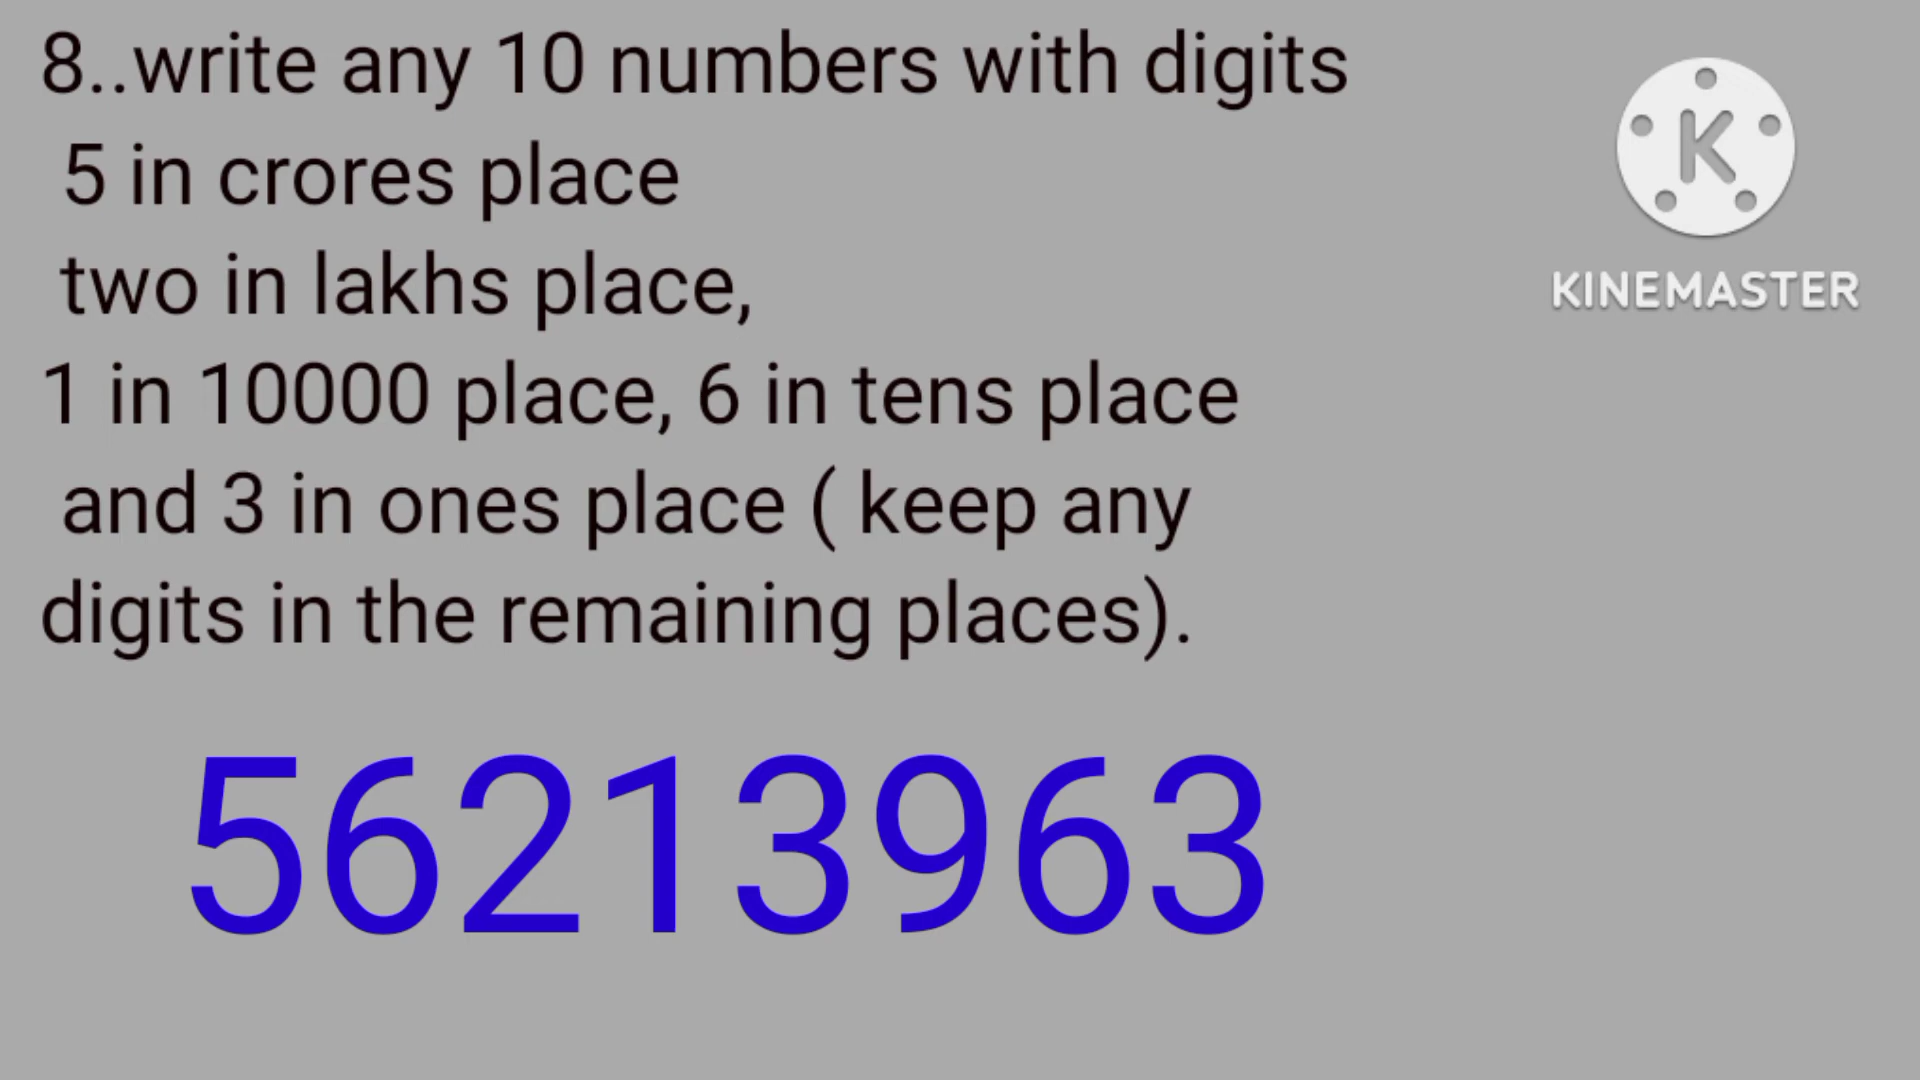 8..write any 10 numbers with digits
5 in crores place
two in lakhs place,
1 in 10000 place, 6 in tens place
and 3 in ones place ( keep any
digits in the remaining places).
56213963
K
KINEMASTER